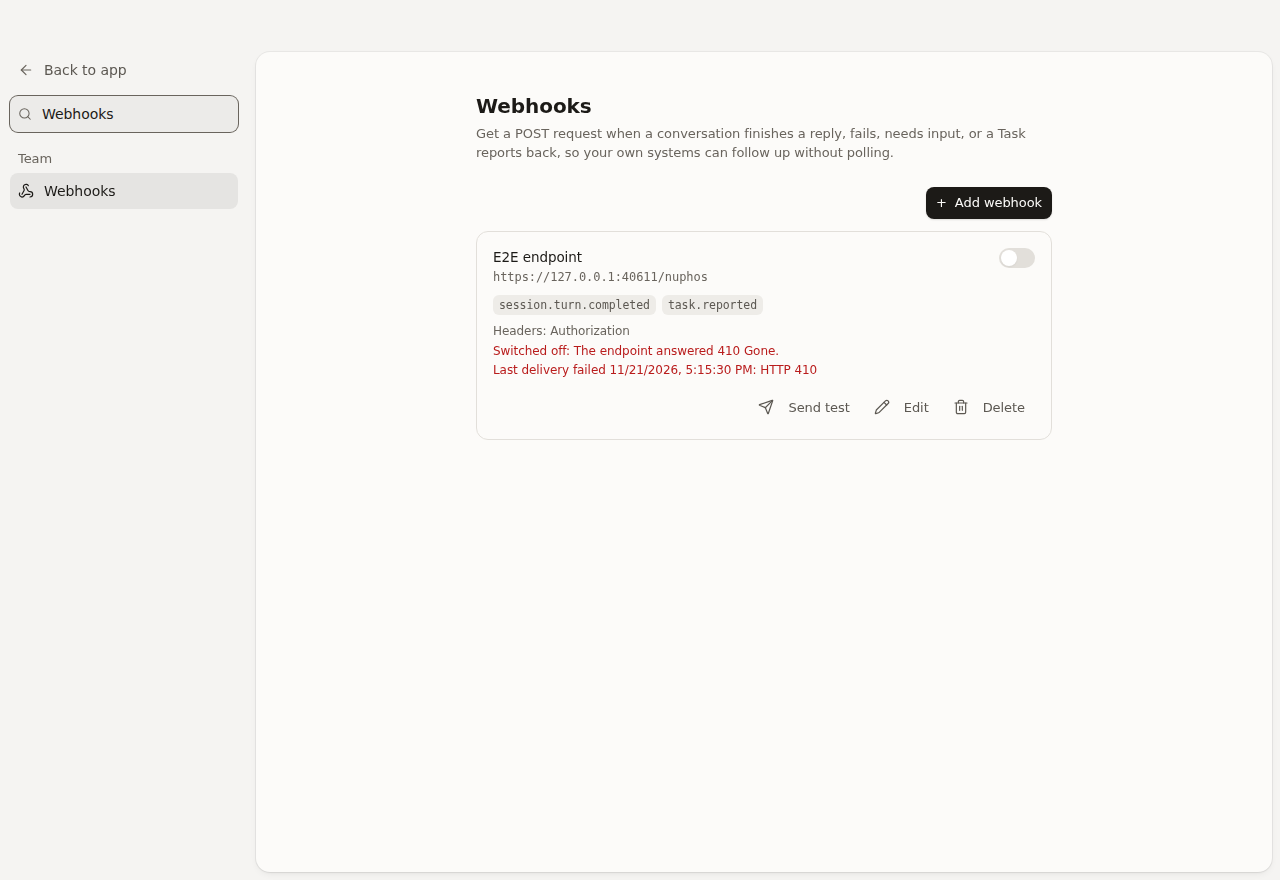 Back to app
Webhooks
Team
Webhooks
Webhooks
Get a POST request when a conversation finishes a reply, fails, needs input, or a Task
reports back, so your own systems can follow up without polling.
+ Add webhook
E2E endpoint
https://127.0.0.1:40611/nuphos
session.turn.completed task.reported
Headers: Authorization
Switched off: The endpoint answered 410 Gone.
Last delivery failed 11/21/2026, 5:15:30 PM: HTTP 410
Send test Edit Delete